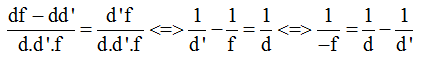 df – dd' / d.d'.f = d'f / d.d'.f <=> 1/d' - 1/f = 1/d <=> 1/-f = 1/d - 1/d'